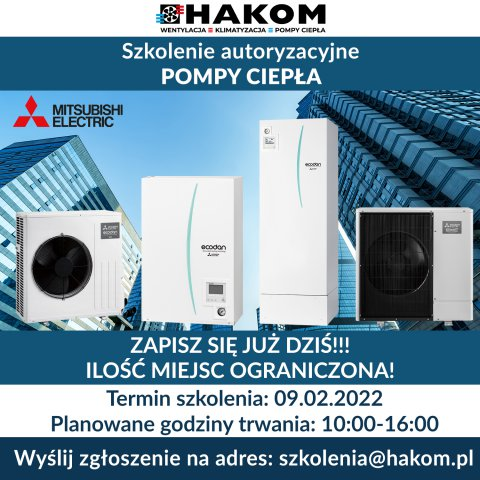 HAKOM
WENTYLACJA KLIMATYZACJA POMPY CIEPŁA
Szkolenie autoryzacyjne
POMPY CIEPŁA
MITSUBISHI
ELECTRIC
ecodan
ecodan
ZAPISZ SIĘ JUŻ DZIŚ!!!
ILOŚĆ MIEJSC OGRANICZONA!
Termin szkolenia: 09.02.2022
Planowane godziny trwania: 10:00-16:00
Wyślij zgłoszenie na adres: szkolenia@hakom.pl